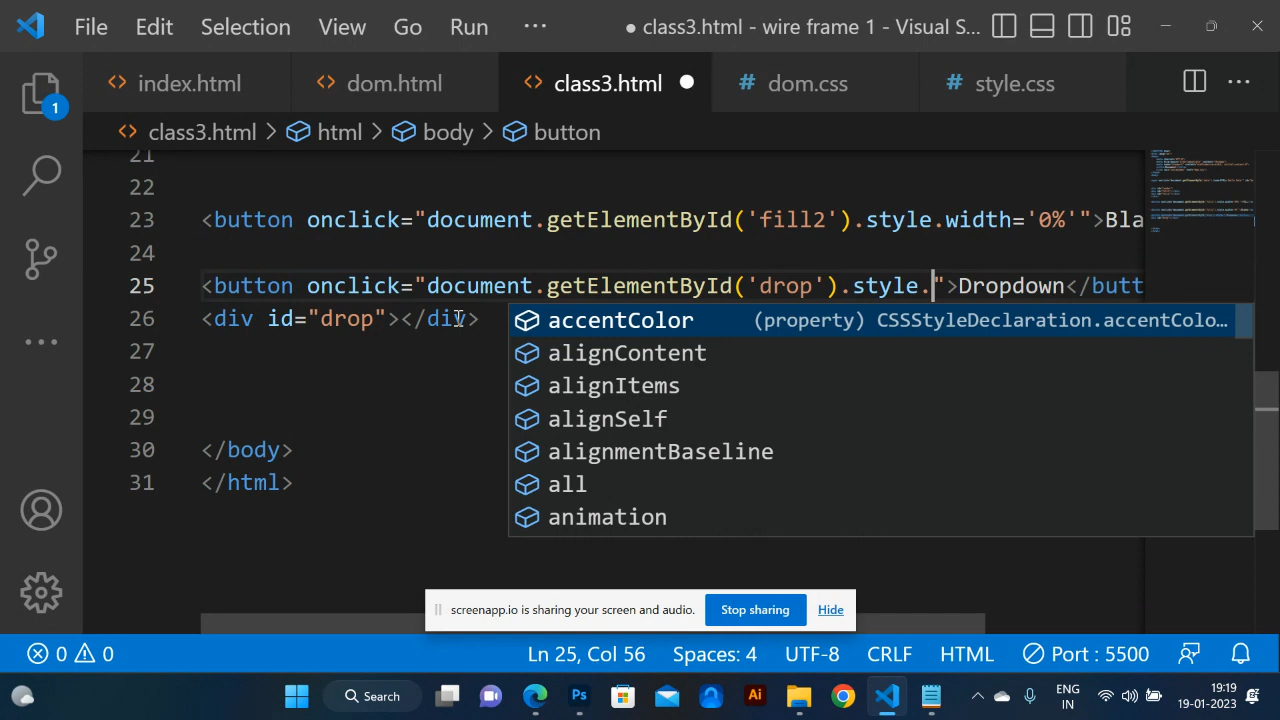 File Edit Selection View Go Run ··· ● class3.html - wire frame 1 - Visual S...
<> index.html <> dom.html <> class3.html ● # dom.css # style.css ···
<> class3.html > html > body > button
21
22
23 <button onclick="document.getElementById('fill2').style.width='0%'">Bla
24
25 <button onclick="document.getElementById('drop').style.">Dropdown</butt
26 <div id="drop"></div>
accentColor (property) CSSStyleDeclaration.accentColo...
27
alignContent
28
alignItems
29
alignSelf
30 </body>
alignmentBaseline
31 </html>
all
animation
1
screenapp.io is sharing your screen and audio. Stop sharing Hide
0 0 Ln 25, Col 56 Spaces: 4 UTF-8 CRLF HTML Port : 5500
Search Ps Ai ENG IN 19:19 19-01-2023